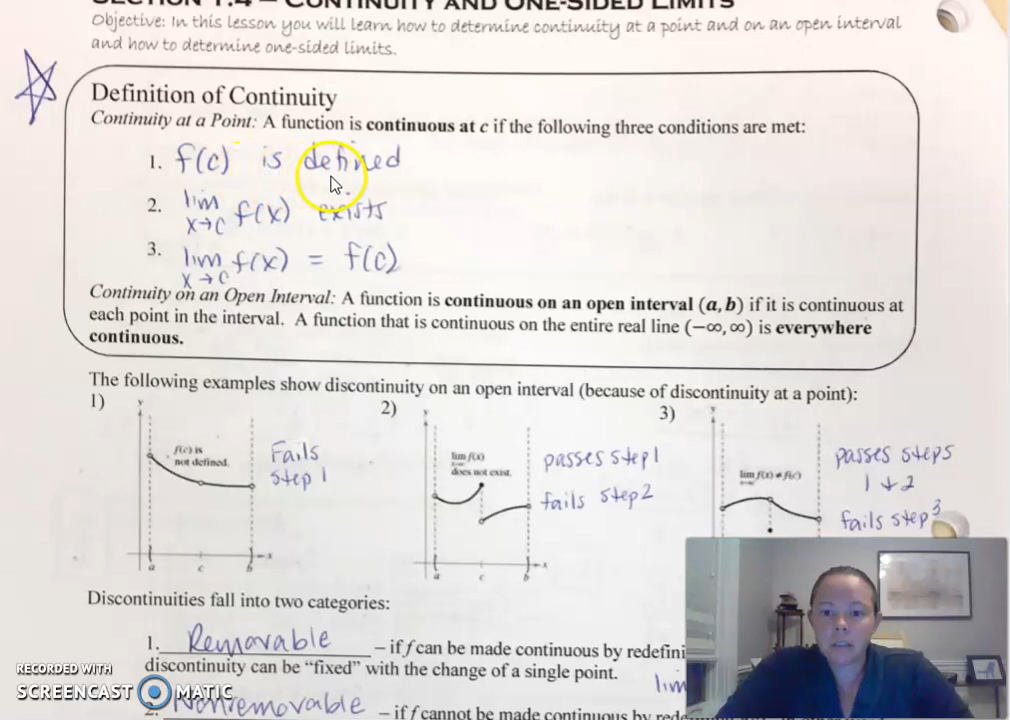 SECTION 1.4 – CONTINUITY AND ONE-SIDED LIMITS
Objective: In this lesson you will learn how to determine continuity at a point and on an open interval
and how to determine one-sided limits.
Definition of Continuity
Continuity at a Point: A function is continuous at c if the following three conditions are met:
1. f(c) is defined
2. lim x→c f(x) exists
3. lim x→c f(x) = f(c)
Continuity on an Open Interval: A function is continuous on an open interval (a, b) if it is continuous at
each point in the interval. A function that is continuous on the entire real line (−∞, ∞) is everywhere
continuous.
The following examples show discontinuity on an open interval (because of discontinuity at a point):
1)
y
f(c) is
not defined.
Fails
step 1
a c b x
2)
y
lim f(x)
does not exist.
passes step 1
fails step 2
a c b x
3)
y
lim f(x) ≠ f(c)
passes steps
1 + 2
fails step 3
Discontinuities fall into two categories:
1. Removable – if f can be made continuous by redefini
discontinuity can be "fixed" with the change of a single point.
lim
2. Nonremovable – if f cannot be made continuous by rede
RECORDED WITH
SCREENCAST MATIC